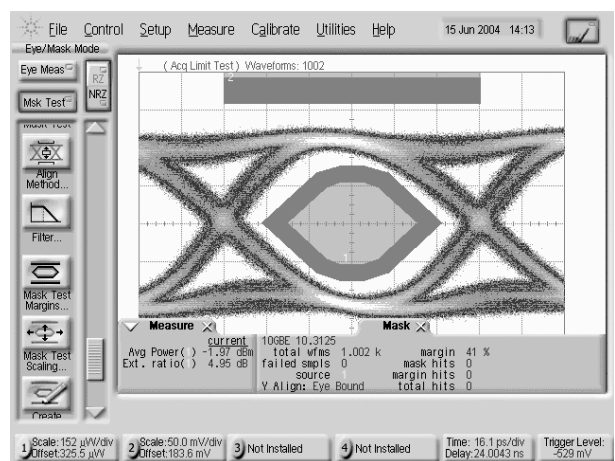 File Control Setup Measure Calibrate Utilities Help 15 Jun 2004 14:13
Eye/Mask Mode
Eye Meas
RZ
NRZ
Msk Test
Mask Test
Align
Method...
Filter...
Mask Test
Margins...
Mask Test
Scaling...
Create
( Acq Limit Test ) Waveforms: 1002
2
1
Measure
current
Avg Power( ) -1.97 dBm
Ext. ratio( ) 4.95 dB
Mask
10GBE 10.3125
total wfms 1.002 k margin 41 %
failed smpls 0 mask hits 0
source 1 margin hits 0
Y Align: Eye Bound total hits 0
1 Scale:152 µW/div
Offset:325.5 µW
2 Scale:50.0 mV/div
Offset:183.6 mV
3 Not Installed
4 Not Installed
Time: 16.1 ps/div
Delay:24.0043 ns
Trigger Level:
-529 mV